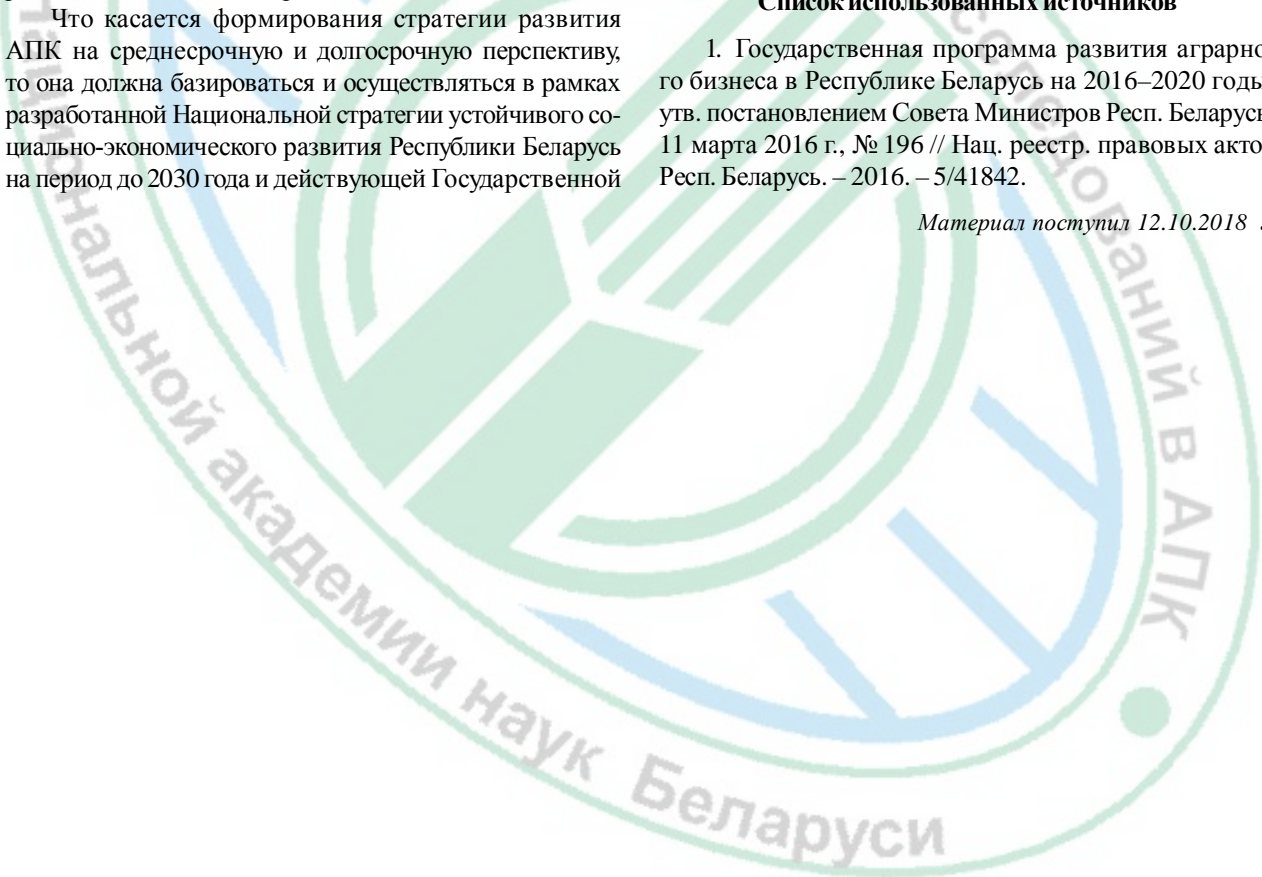 Что касается формирования стратегии развития
АПК на среднесрочную и долгосрочную перспективу,
то она должна базироваться и осуществляться в рамках
разработанной Национальной стратегии устойчивого со-
циально-экономического развития Республики Беларусь
на период до 2030 года и действующей Государственной
Список использованных источников
1. Государственная программа развития аграрно
го бизнеса в Республике Беларусь на 2016–2020 годы
утв. постановлением Совета Министров Респ. Беларусь
11 марта 2016 г., № 196 // Нац. реестр. правовых акто
Респ. Беларусь. – 2016. – 5/41842.
Материал поступил 12.10.2018
национальной академии наук Беларуси
исследований в АПК